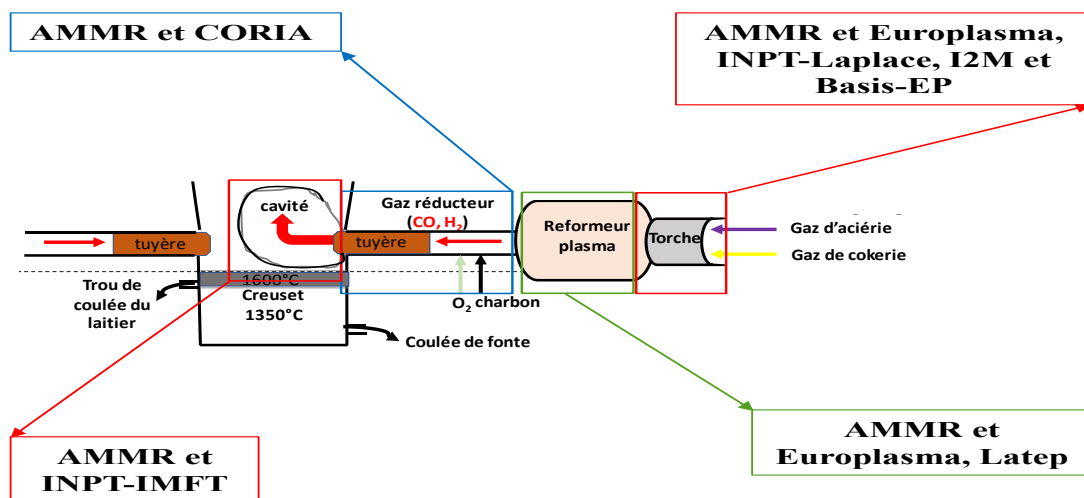 AMMR et CORIA
AMMR et Europlasma,
INPT-Laplace, I2M et
Basis-EP
cavité
Gaz réducteur
(CO, H2)
tuyère
tuyère
Reformeur
plasma
Torche
Gaz d'aciérie
Gaz de cokerie
Trou de
coulée du
laitier
1600°C
Creuset
1350°C
O2 charbon
Coulée de fonte
AMMR et
INPT-IMFT
AMMR et
Europlasma, Latep